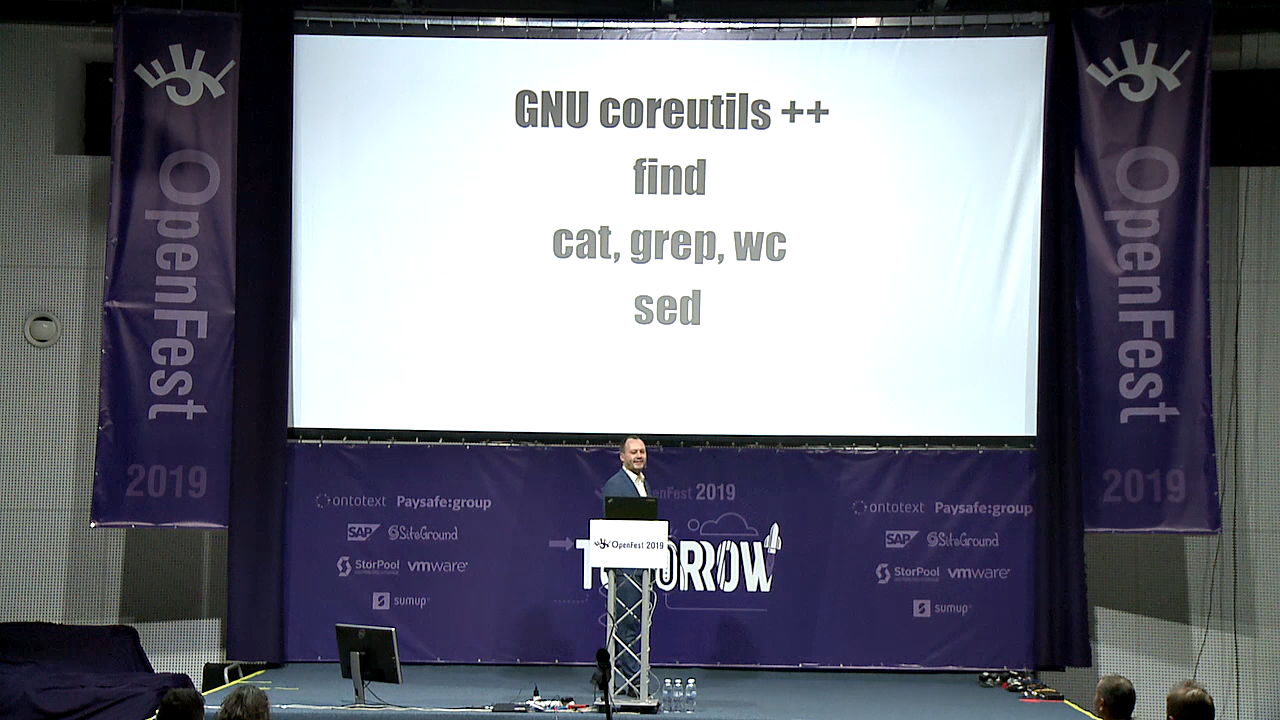 GNU coreutils ++
find
cat, grep, wc
sed
OpenFest
2019
OpenFest
2019
ontotext Paysafe:group
SAP SiteGround
StorPool vmware
sumup
OpenFest 2019
OpenFest 2019
ontotext Paysafe:group
SAP SiteGround
StorPool vmware
sumup